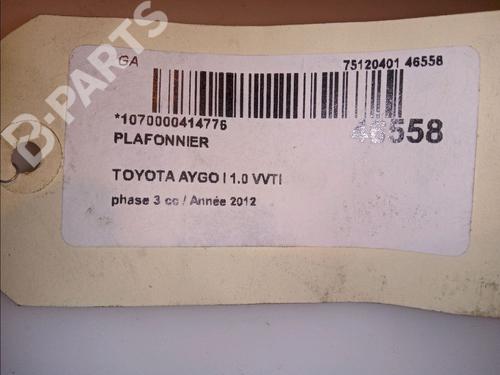 B-PARTS
GA 75120401 46558
*1070000414776 46558
PLAFONNIER
TOYOTA AYGO I 1.0 VVTI
phase 3 cc / Année 2012